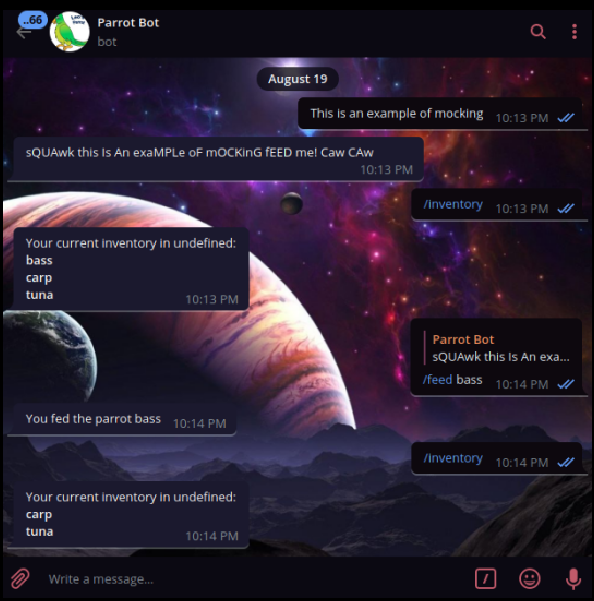 ..66
Parrot Bot
bot
August 19
This is an example of mocking 10:13 PM
sQUAwk this Is An exaMPLe oF mOCKinG fEED me! Caw CAw
10:13 PM
/inventory 10:13 PM
Your current inventory in undefined:
bass
carp
tuna 10:13 PM
Parrot Bot
sQUAwk this Is An exa...
/feed bass 10:14 PM
You fed the parrot bass 10:14 PM
/inventory 10:14 PM
Your current inventory in undefined:
carp
tuna 10:14 PM
Write a message...